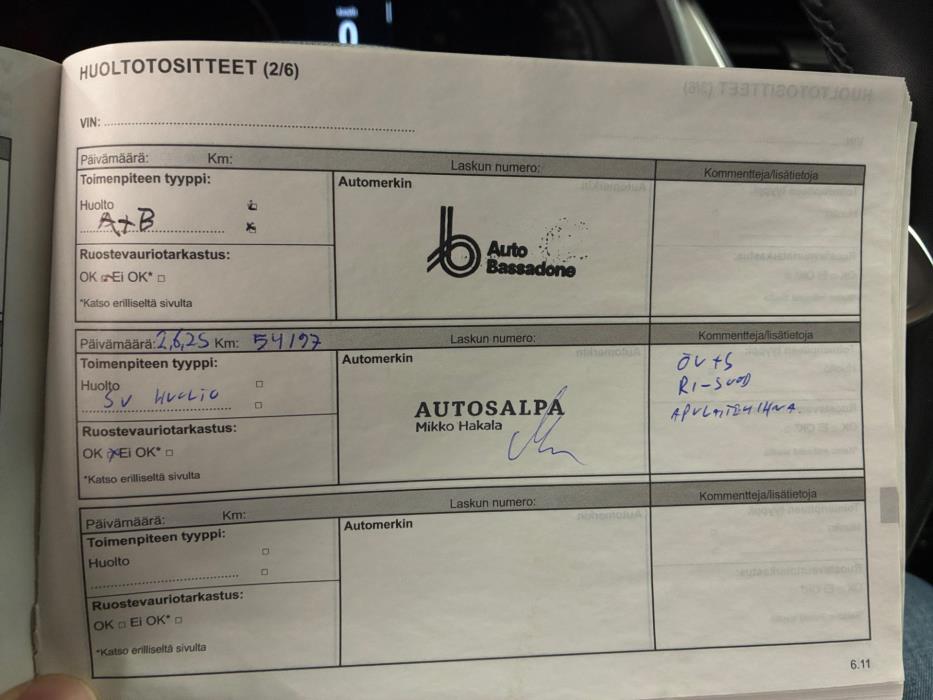 HUOLTOTOSITTEET (2/6)
VIN:
Päivämäärä: Km: Laskun numero: Kommentteja/lisätietoja
Toimenpiteen tyyppi:
Automerkin
Huolto
A+B
Auto
Bassadone
Ruostevauriotarkastus:
OK Ei OK*
*Katso erilliseltä sivulta
Päivämäärä: 2,6,25 Km: 54197 Laskun numero: Kommentteja/lisätietoja
Toimenpiteen tyyppi:
Automerkin
Huolto
SV HUOLTO
AUTOSALPA
Mikko Hakala
ÖV+S
RI-SUOD
APULAITEHIHNA.
Ruostevauriotarkastus:
OK Ei OK*
*Katso erilliseltä sivulta
Päivämäärä: Km: Laskun numero: Kommentteja/lisätietoja
Toimenpiteen tyyppi:
Automerkin
Huolto
Ruostevauriotarkastus:
OK Ei OK*
*Katso erilliseltä sivulta
6.11